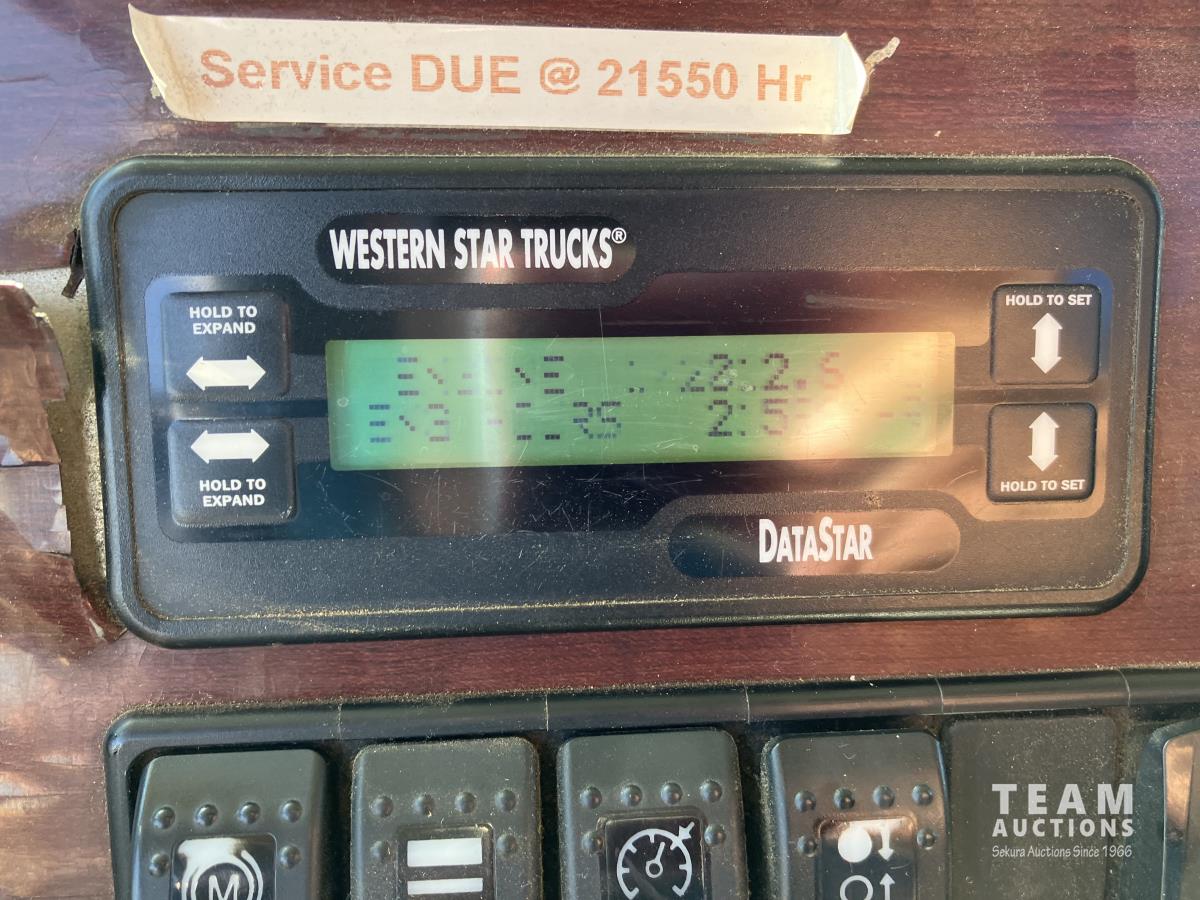 Service DUE @ 21550 Hr
WESTERN STAR TRUCKS®
HOLD TO
EXPAND
HOLD TO SET
HOLD TO
EXPAND
HOLD TO SET
DATASTAR
M
TEAM
AUCTIONS
Sekura Auctions Since 1966